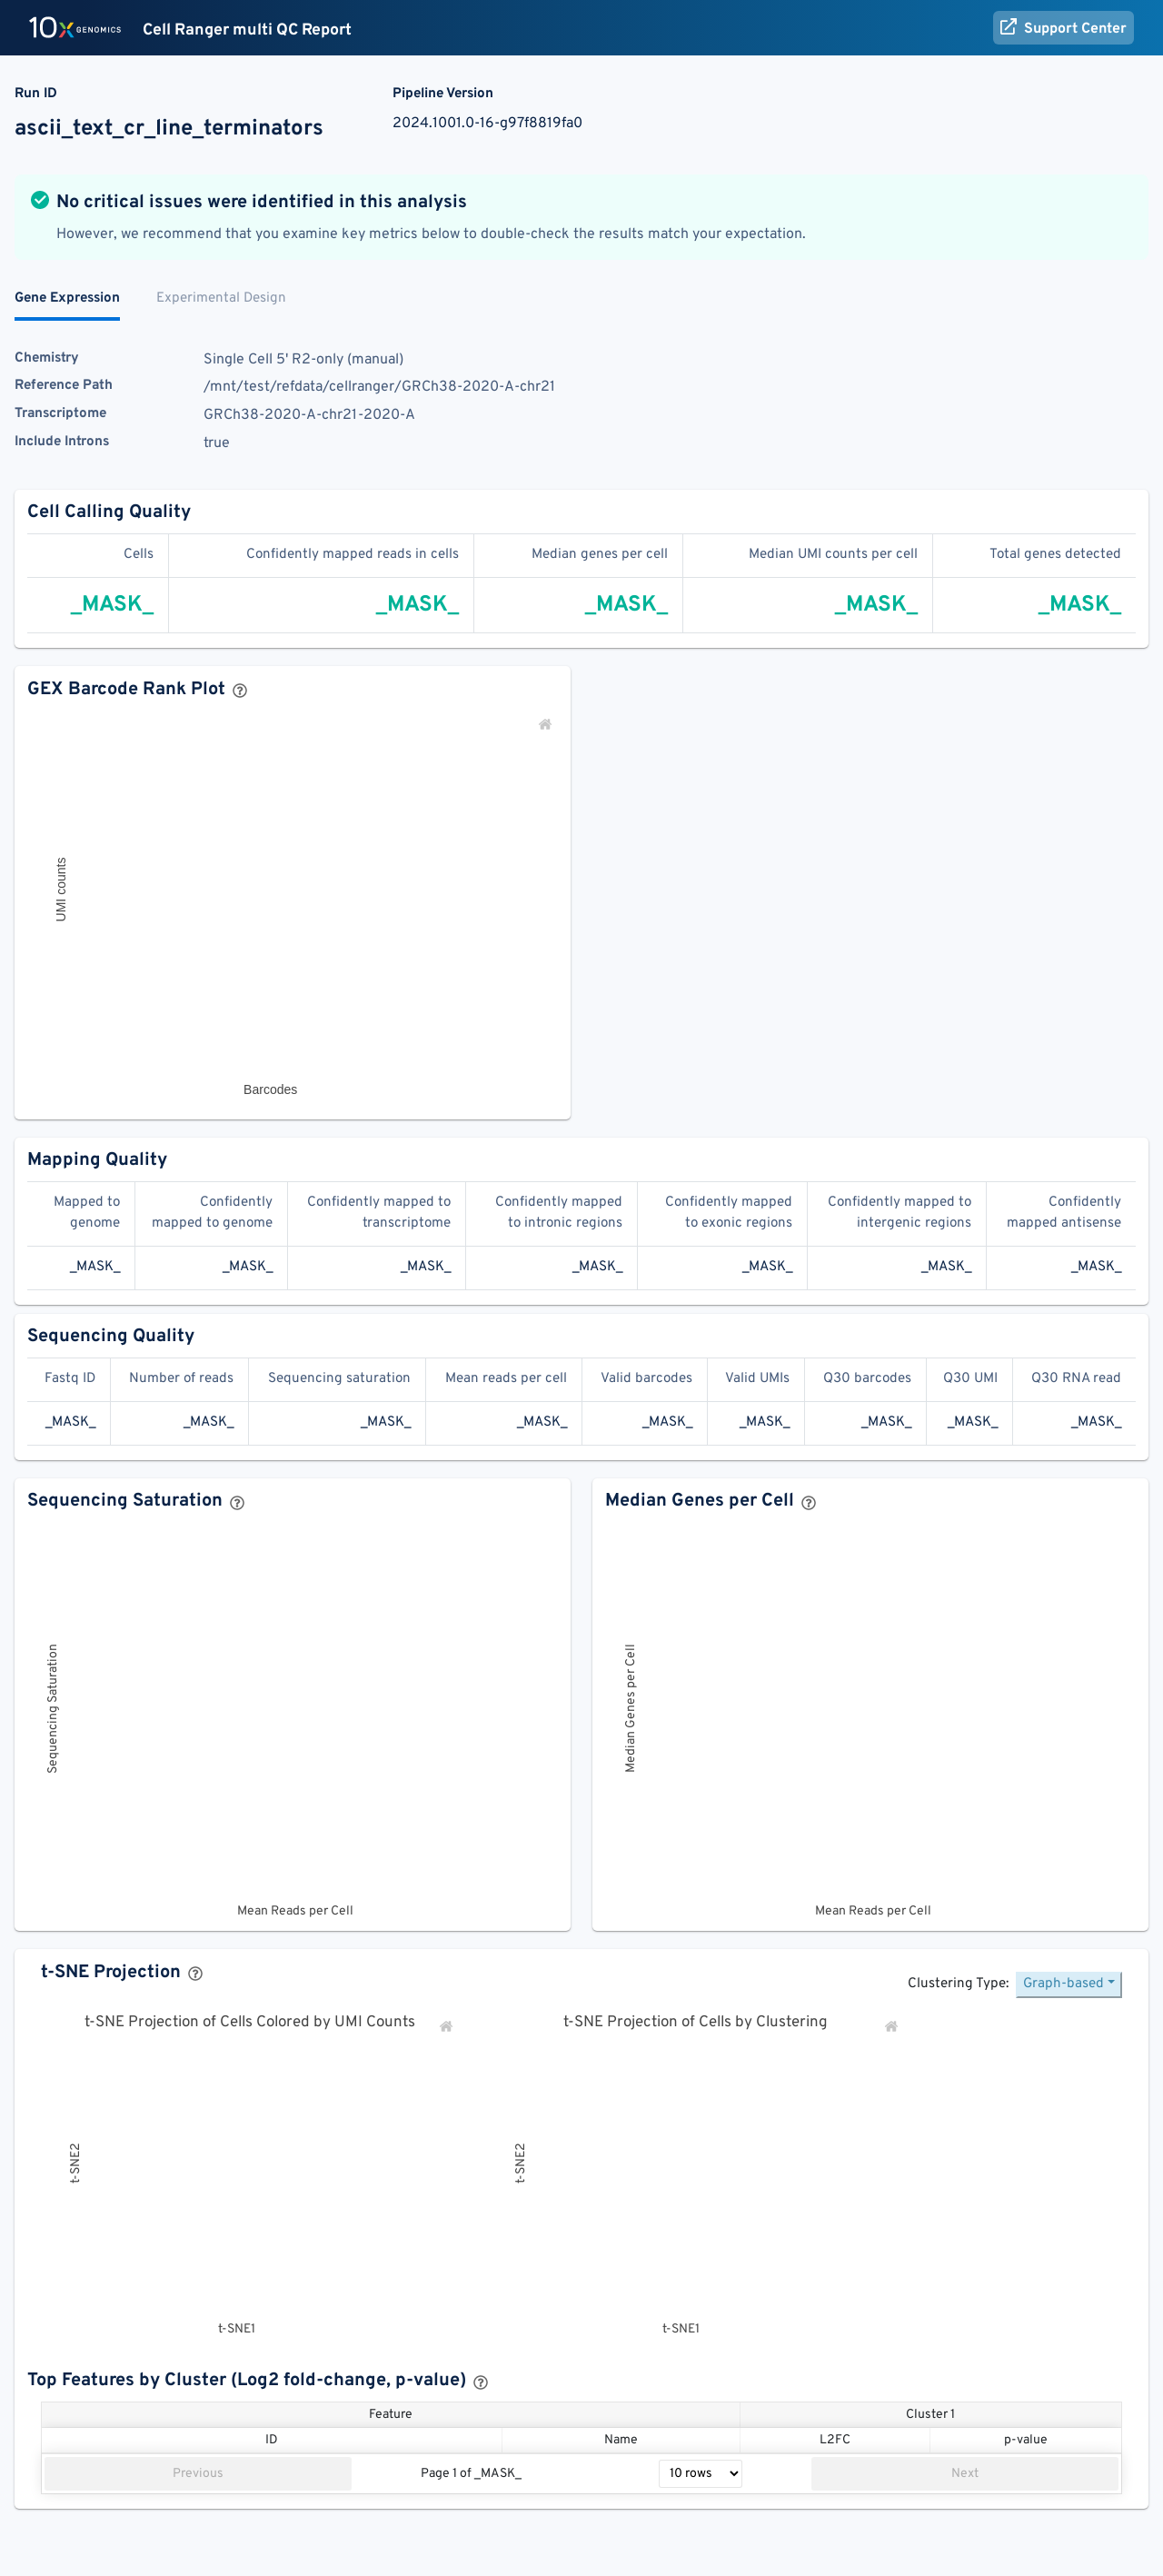 10x GENOMICS Cell Ranger multi QC Report Support Center
Run ID Pipeline Version
ascii_text_cr_line_terminators 2024.1001.0-16-g97f8819fa0
No critical issues were identified in this analysis
However, we recommend that you examine key metrics below to double-check the results match your expectation.
Gene Expression Experimental Design
Chemistry Single Cell 5' R2-only (manual)
Reference Path /mnt/test/refdata/cellranger/GRCh38-2020-A-chr21
Transcriptome GRCh38-2020-A-chr21-2020-A
Include Introns true
Cell Calling Quality
Cells Confidently mapped reads in cells Median genes per cell Median UMI counts per cell Total genes detected
_MASK_ _MASK_ _MASK_ _MASK_ _MASK_
GEX Barcode Rank Plot
UMI counts
Barcodes
Mapping Quality
Mapped to Confidently Confidently mapped to Confidently mapped Confidently mapped Confidently mapped to Confidently
genome mapped to genome transcriptome to intronic regions to exonic regions intergenic regions mapped antisense
_MASK_ _MASK_ _MASK_ _MASK_ _MASK_ _MASK_ _MASK_
Sequencing Quality
Fastq ID Number of reads Sequencing saturation Mean reads per cell Valid barcodes Valid UMIs Q30 barcodes Q30 UMI Q30 RNA read
_MASK_ _MASK_ _MASK_ _MASK_ _MASK_ _MASK_ _MASK_ _MASK_ _MASK_
Sequencing Saturation
Sequencing Saturation
Mean Reads per Cell
Median Genes per Cell
Median Genes per Cell
Mean Reads per Cell
t-SNE Projection
Clustering Type: Graph-based
t-SNE Projection of Cells Colored by UMI Counts
t-SNE2
t-SNE1
t-SNE Projection of Cells by Clustering
t-SNE2
t-SNE1
Top Features by Cluster (Log2 fold-change, p-value)
Feature Cluster 1
ID Name L2FC p-value
Previous Page 1 of _MASK_ 10 rows Next